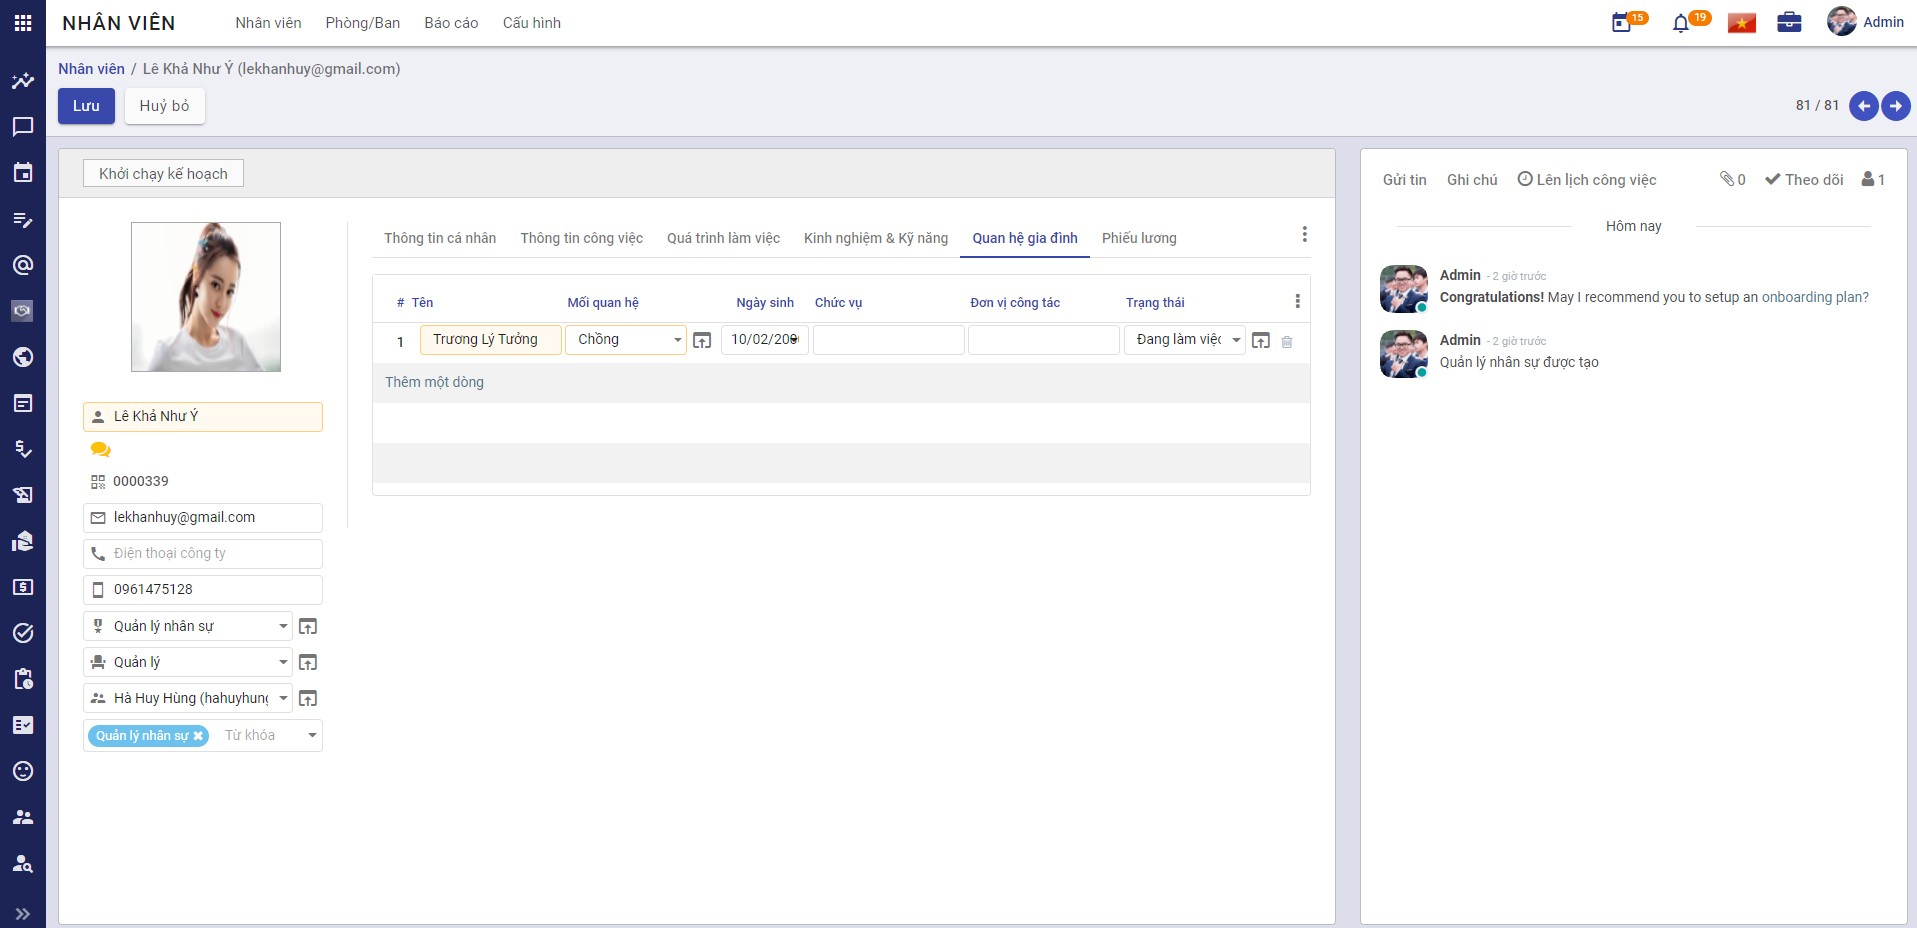 NHÂN VIÊN
Nhân viên
Phòng/Ban
Báo cáo
Cấu hình
15
19
Admin
Nhân viên / Lê Khả Như Ý (lekhanhuy@gmail.com)
Lưu
Huỷ bỏ
81 / 81
Khởi chạy kế hoạch
Lê Khả Như Ý
0000339
lekhanhuy@gmail.com
Điện thoại công ty
0961475128
Quản lý nhân sự
Quản lý
Hà Huy Hùng (hahuyhung
Quản lý nhân sự
Từ khóa
Thông tin cá nhân
Thông tin công việc
Quá trình làm việc
Kinh nghiệm & Kỹ năng
Quan hệ gia đình
Phiếu lương
# Tên Mối quan hệ Ngày sinh Chức vụ Đơn vị công tác Trạng thái
1 Trương Lý Tưởng Chồng 10/02/200 Đang làm việc
Thêm một dòng
Gửi tin
Ghi chú
Lên lịch công việc
0
Theo dõi
1
Hôm nay
Admin - 2 giờ trước
Congratulations! May I recommend you to setup an onboarding plan?
Admin - 2 giờ trước
Quản lý nhân sự được tạo